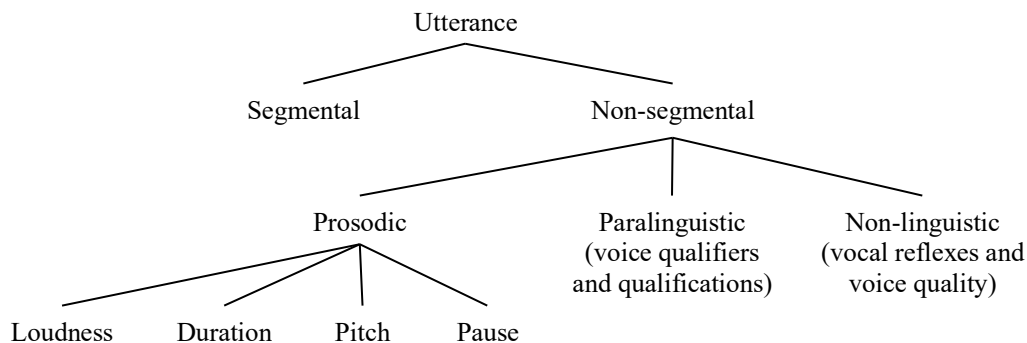 Utterance
Segmental
Non-segmental
Prosodic
Paralinguistic
(voice qualifiers
and qualifications)
Non-linguistic
(vocal reflexes and
voice quality)
Loudness
Duration
Pitch
Pause